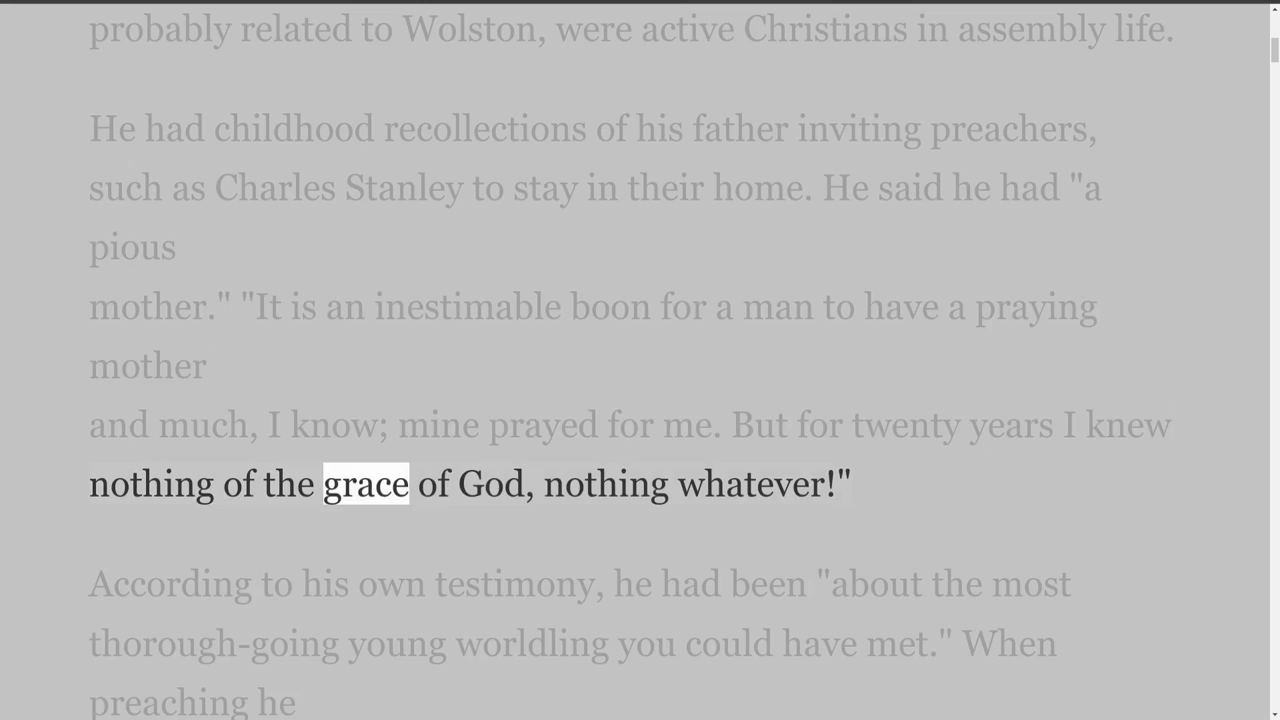 probably related to Wolston, were active Christians in assembly life.
He had childhood recollections of his father inviting preachers,
such as Charles Stanley to stay in their home. He said he had "a
pious
mother." "It is an inestimable boon for a man to have a praying
mother
and much, I know; mine prayed for me. But for twenty years I knew
nothing of the grace of God, nothing whatever!"
According to his own testimony, he had been "about the most
thorough-going young worldling you could have met." When
preaching he